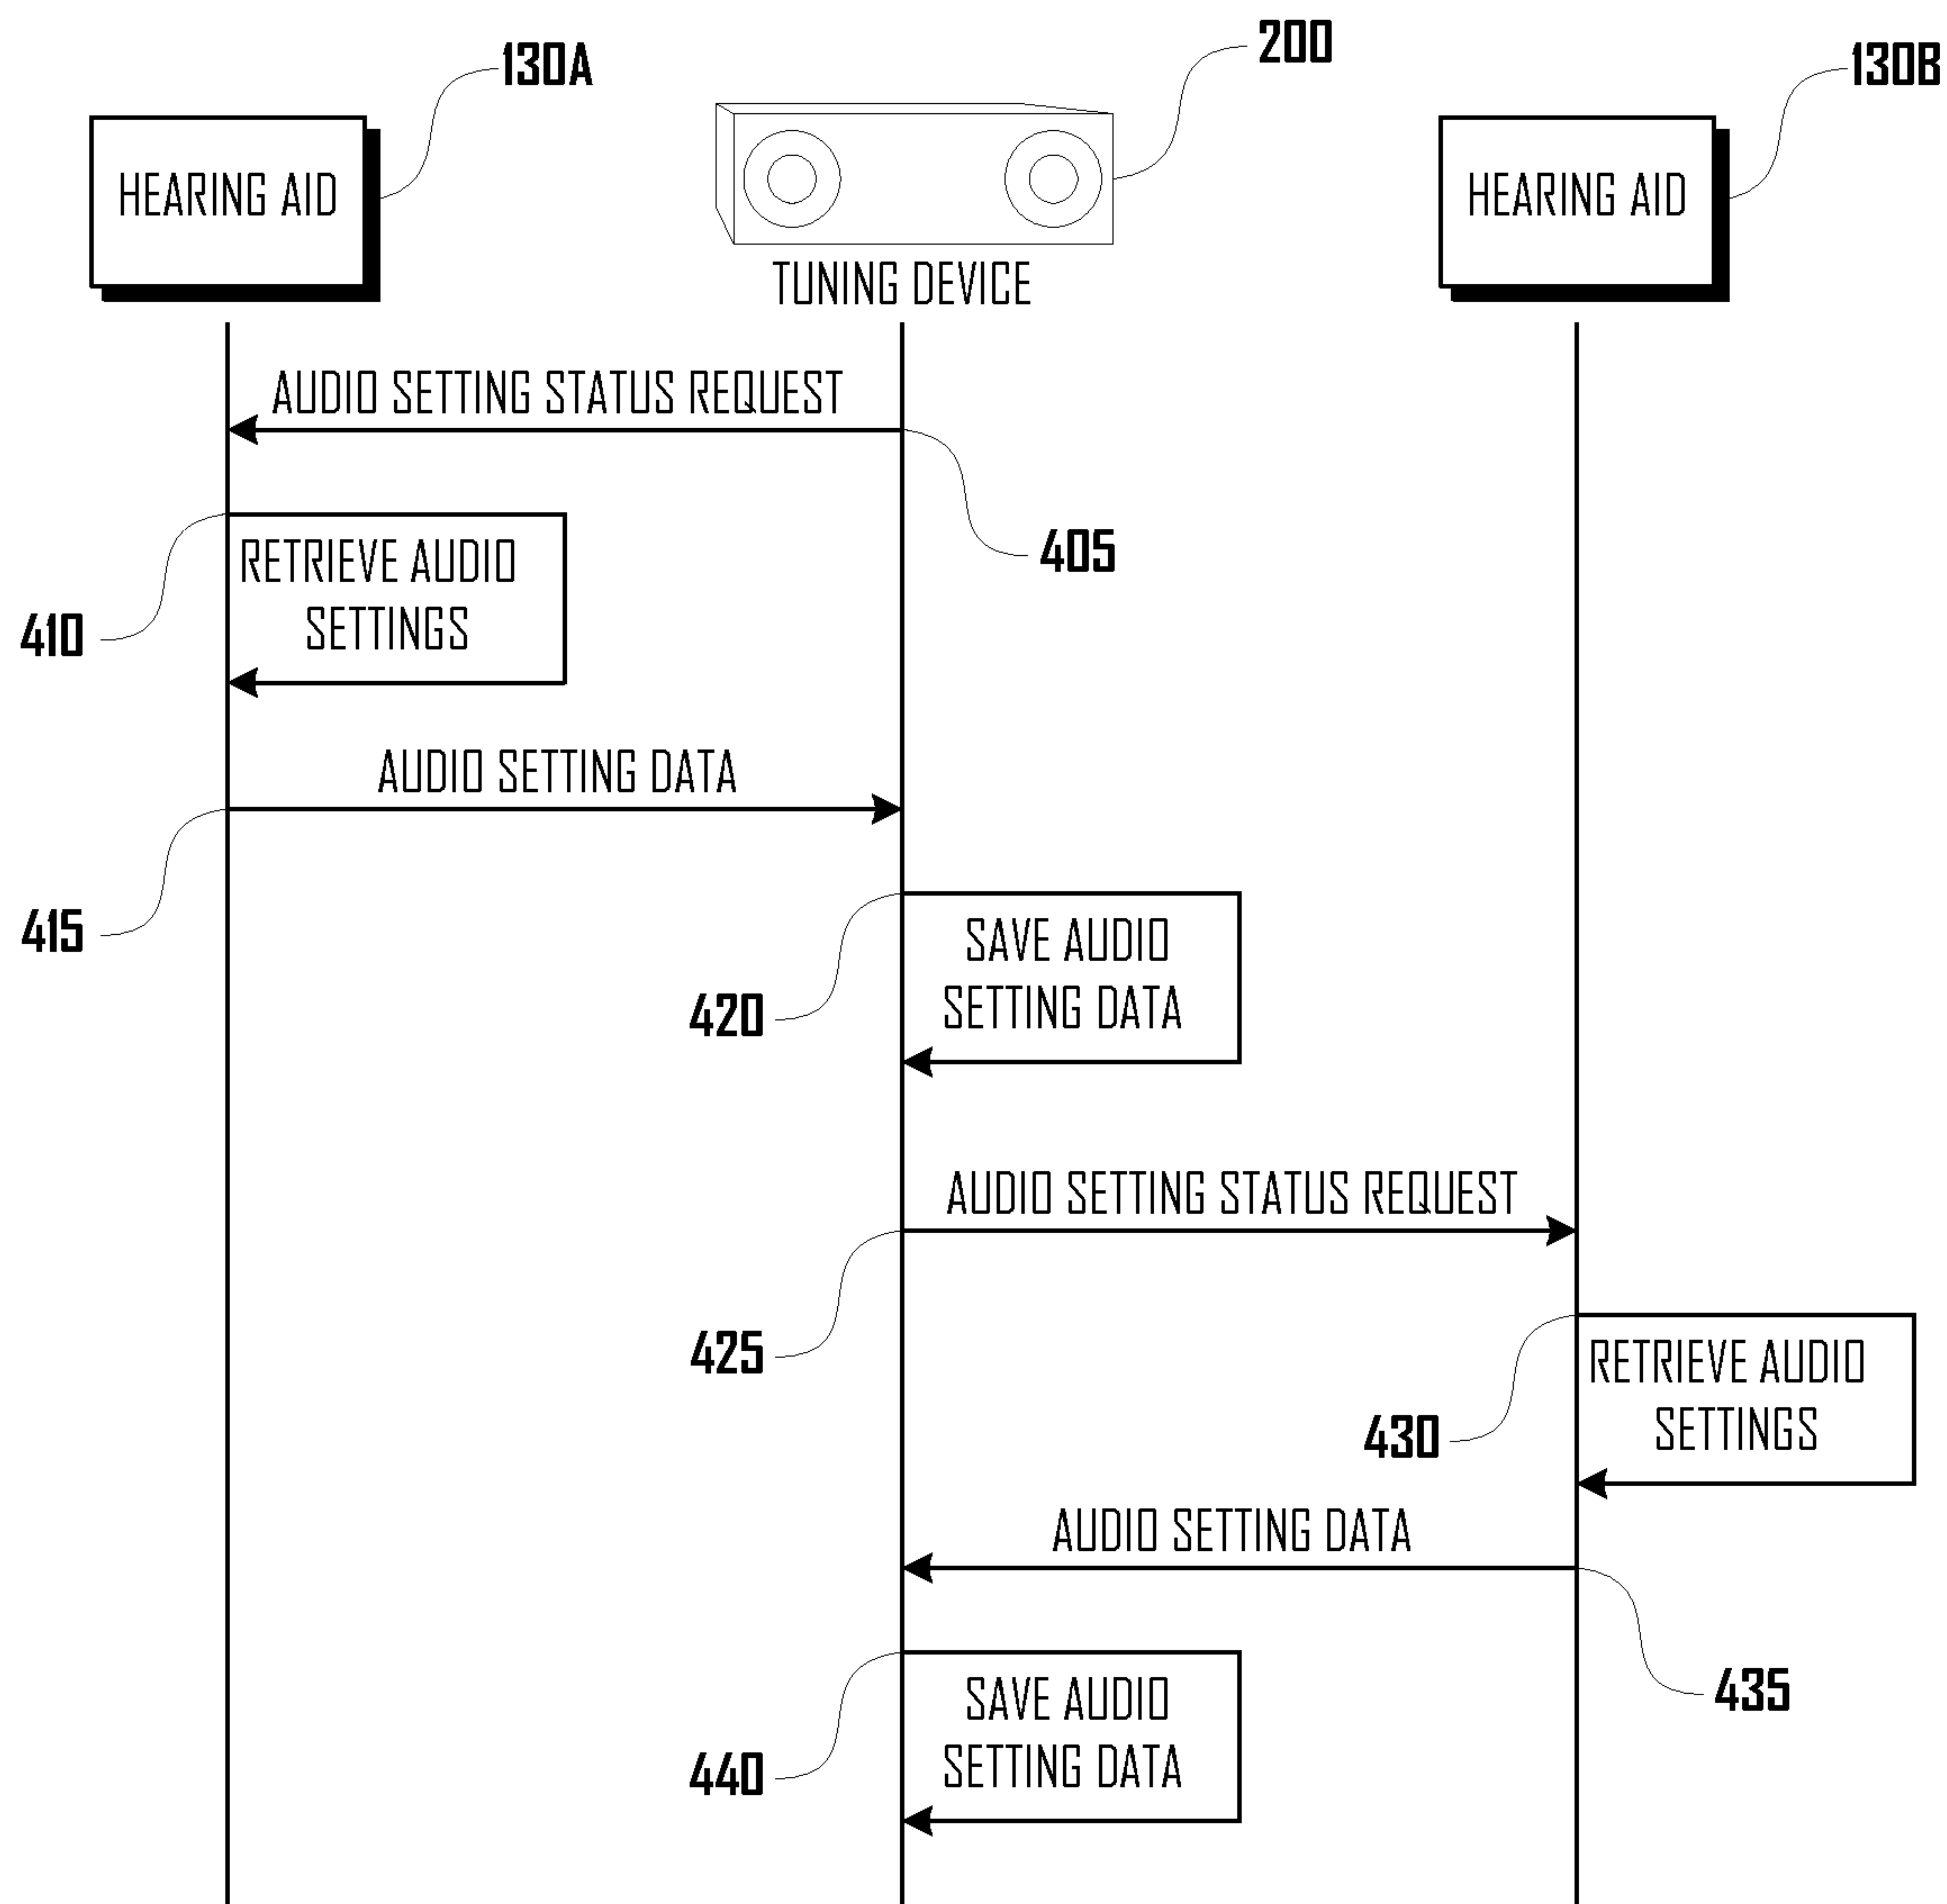 200
130A
130B
HEARING AID
HEARING AID
TUNING DEVICE
AUDIO SETTING STATUS REQUEST
405
RETRIEVE AUDIO
SETTINGS
410
AUDIO SETTING DATA
415
SAVE AUDIO
SETTING DATA
420
AUDIO SETTING STATUS REQUEST
425
RETRIEVE AUDIO
SETTINGS
430
AUDIO SETTING DATA
435
SAVE AUDIO
SETTING DATA
440